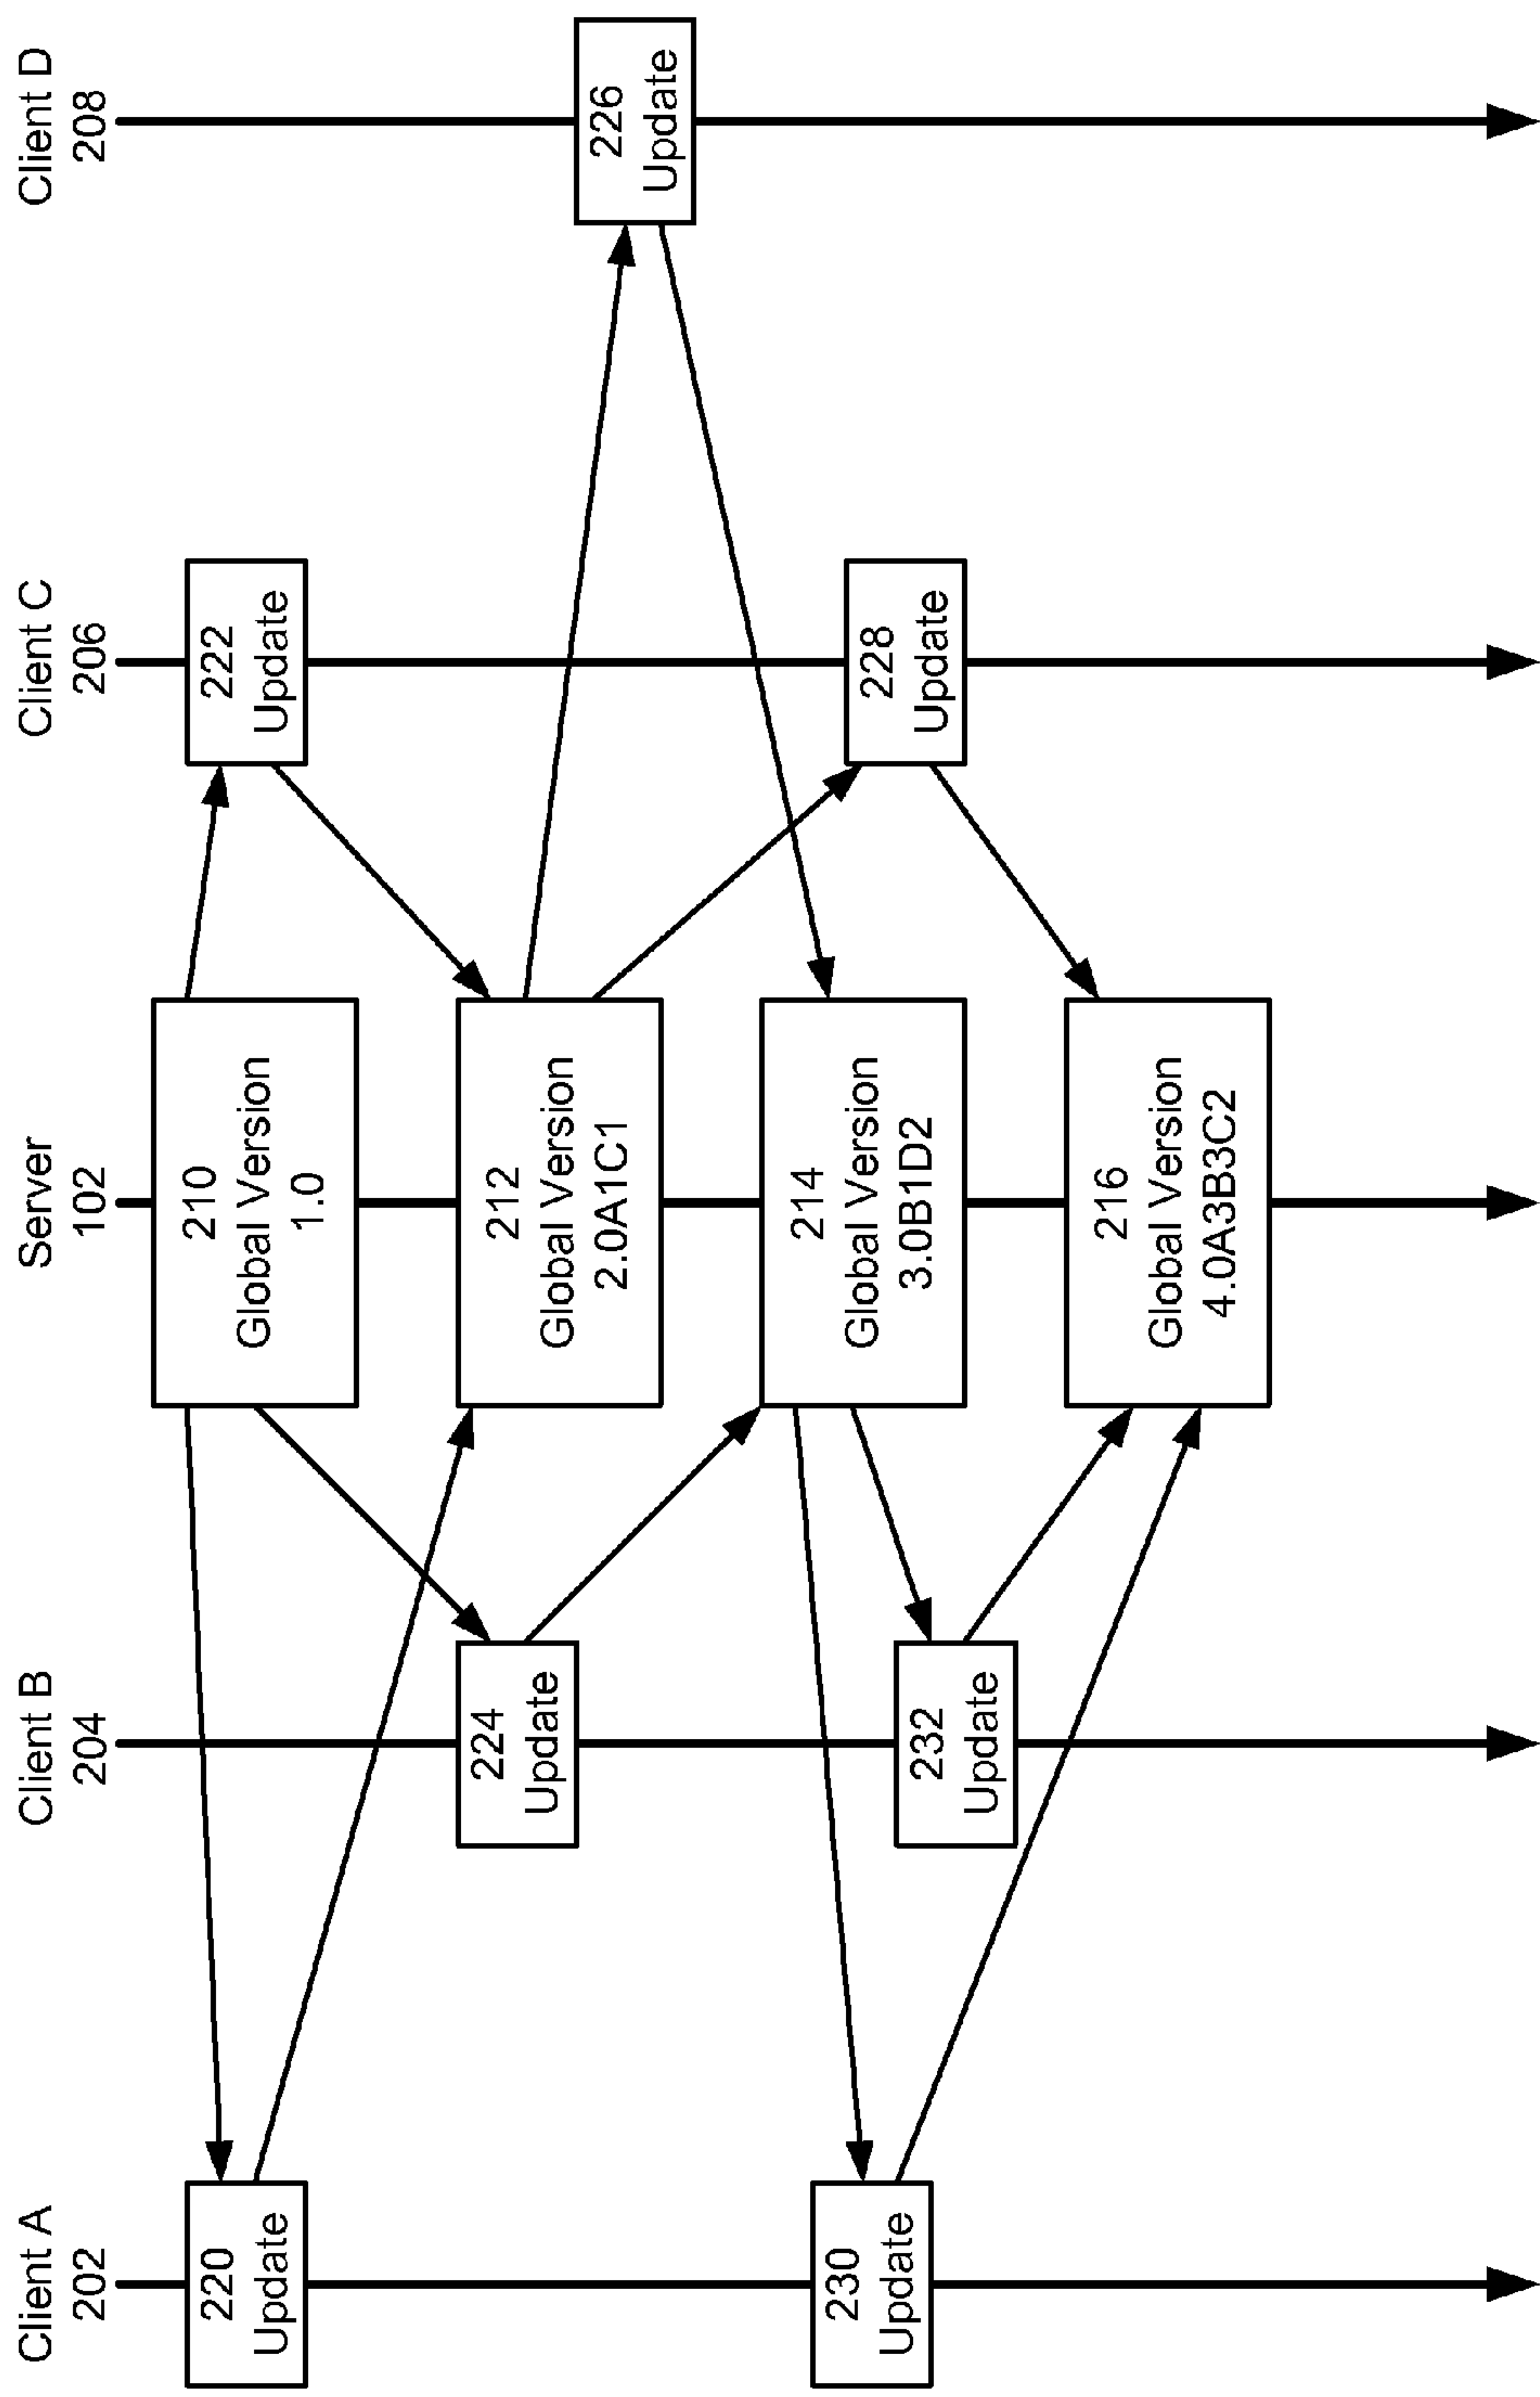 Client A
202
Client B
204
Server
102
Client C
206
Client D
208
210
Global Version
1.0
220
Update
222
Update
212
Global Version
2.0A1C1
224
Update
226
Update
214
Global Version
3.0B1D2
230
Update
228
Update
232
Update
216
Global Version
4.0A3B3C2